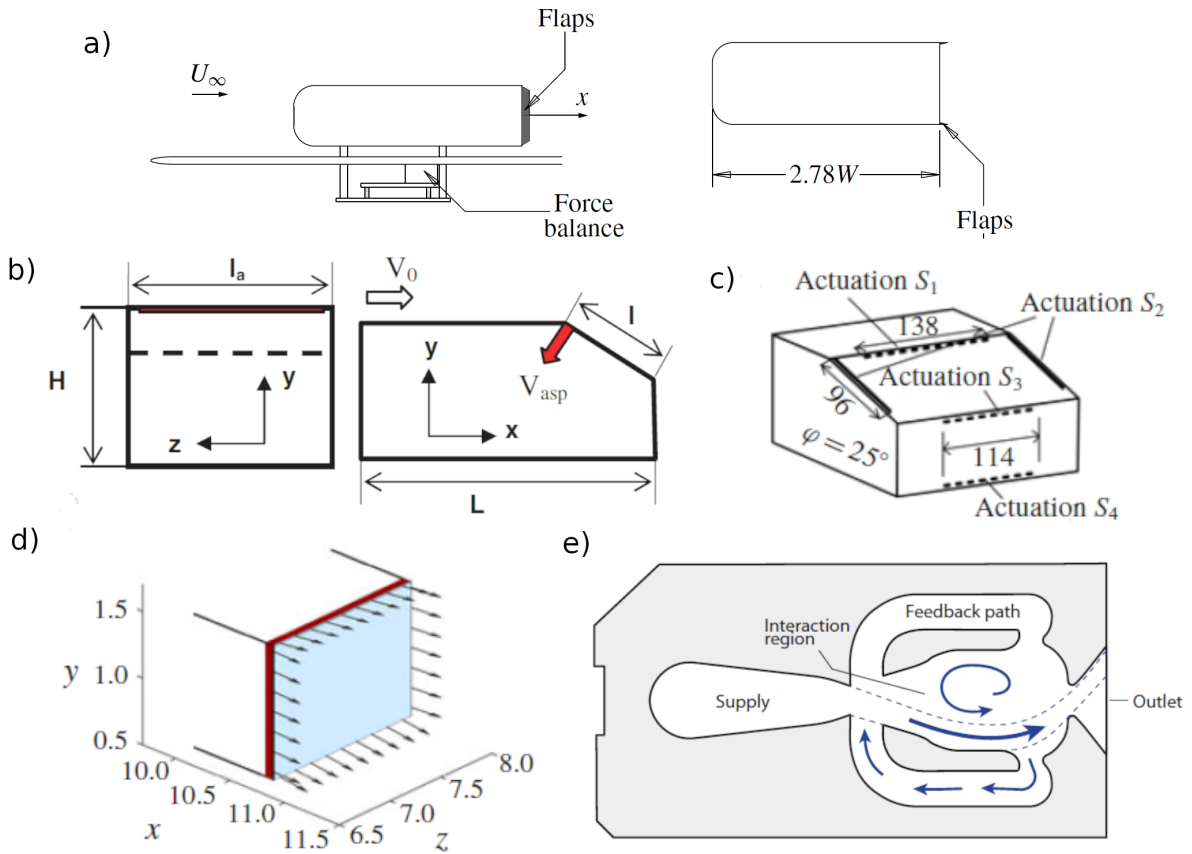 a)
Flaps
U∞
x
Force
balance
2.78W
Flaps
b)
lₐ
H
y
z
V₀
l
Vasp
y
x
L
c)
Actuation S₁
Actuation S₂
138
Actuation S₃
96
φ = 25°
114
Actuation S₄
d)
1.5
y 1.0
0.5
10.0
10.5
11.0
11.5
x
6.5
7.0
7.5
8.0
z
e)
Feedback path
Interaction
region
Supply
Outlet